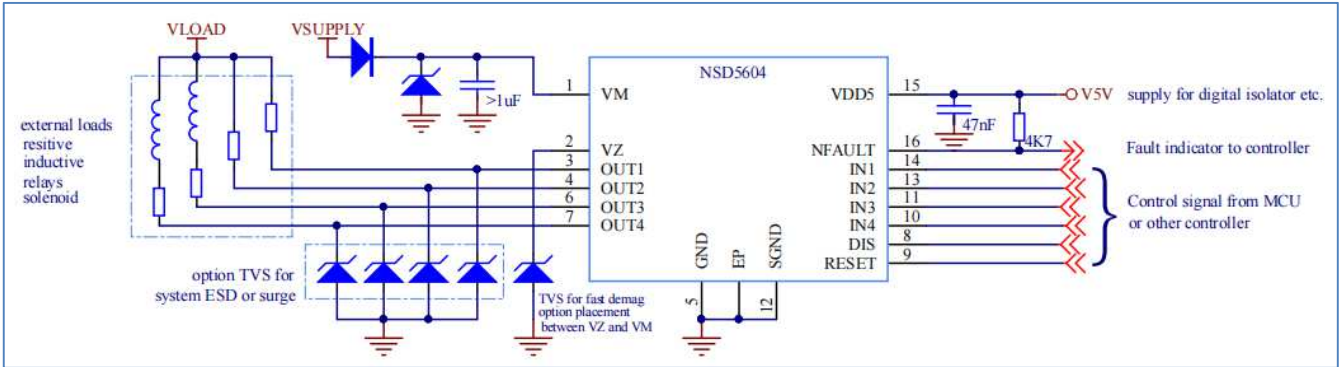 VLOAD
VSUPPLY
NSD5604
1
VM
2
VZ
3
OUT1
4
OUT2
6
OUT3
7
OUT4
>1uF
external loads
resitive
inductive
relays
solenoid
option TVS for
system ESD or surge
TVS for fast demag
option placement
between VZ and VM
GND
EP
SGND
5
12
VDD5
15
NFAULT
16
IN1
14
IN2
13
IN3
11
IN4
10
DIS
8
RESET
9
47nF
4K7
V5V
supply for digital isolator etc.
Fault indicator to controller
Control signal from MCU
or other controller